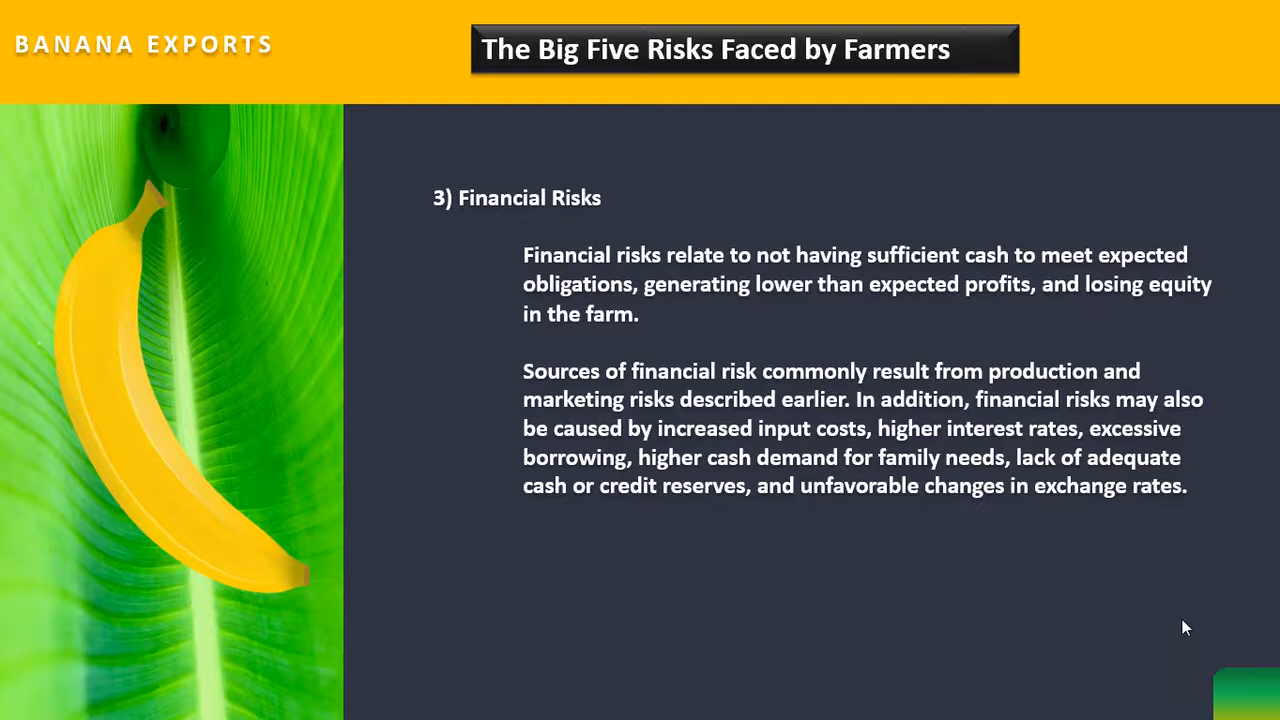 BANANA EXPORTS
The Big Five Risks Faced by Farmers
3) Financial Risks
Financial risks relate to not having sufficient cash to meet expected
obligations, generating lower than expected profits, and losing equity
in the farm.
Sources of financial risk commonly result from production and
marketing risks described earlier. In addition, financial risks may also
be caused by increased input costs, higher interest rates, excessive
borrowing, higher cash demand for family needs, lack of adequate
cash or credit reserves, and unfavorable changes in exchange rates.